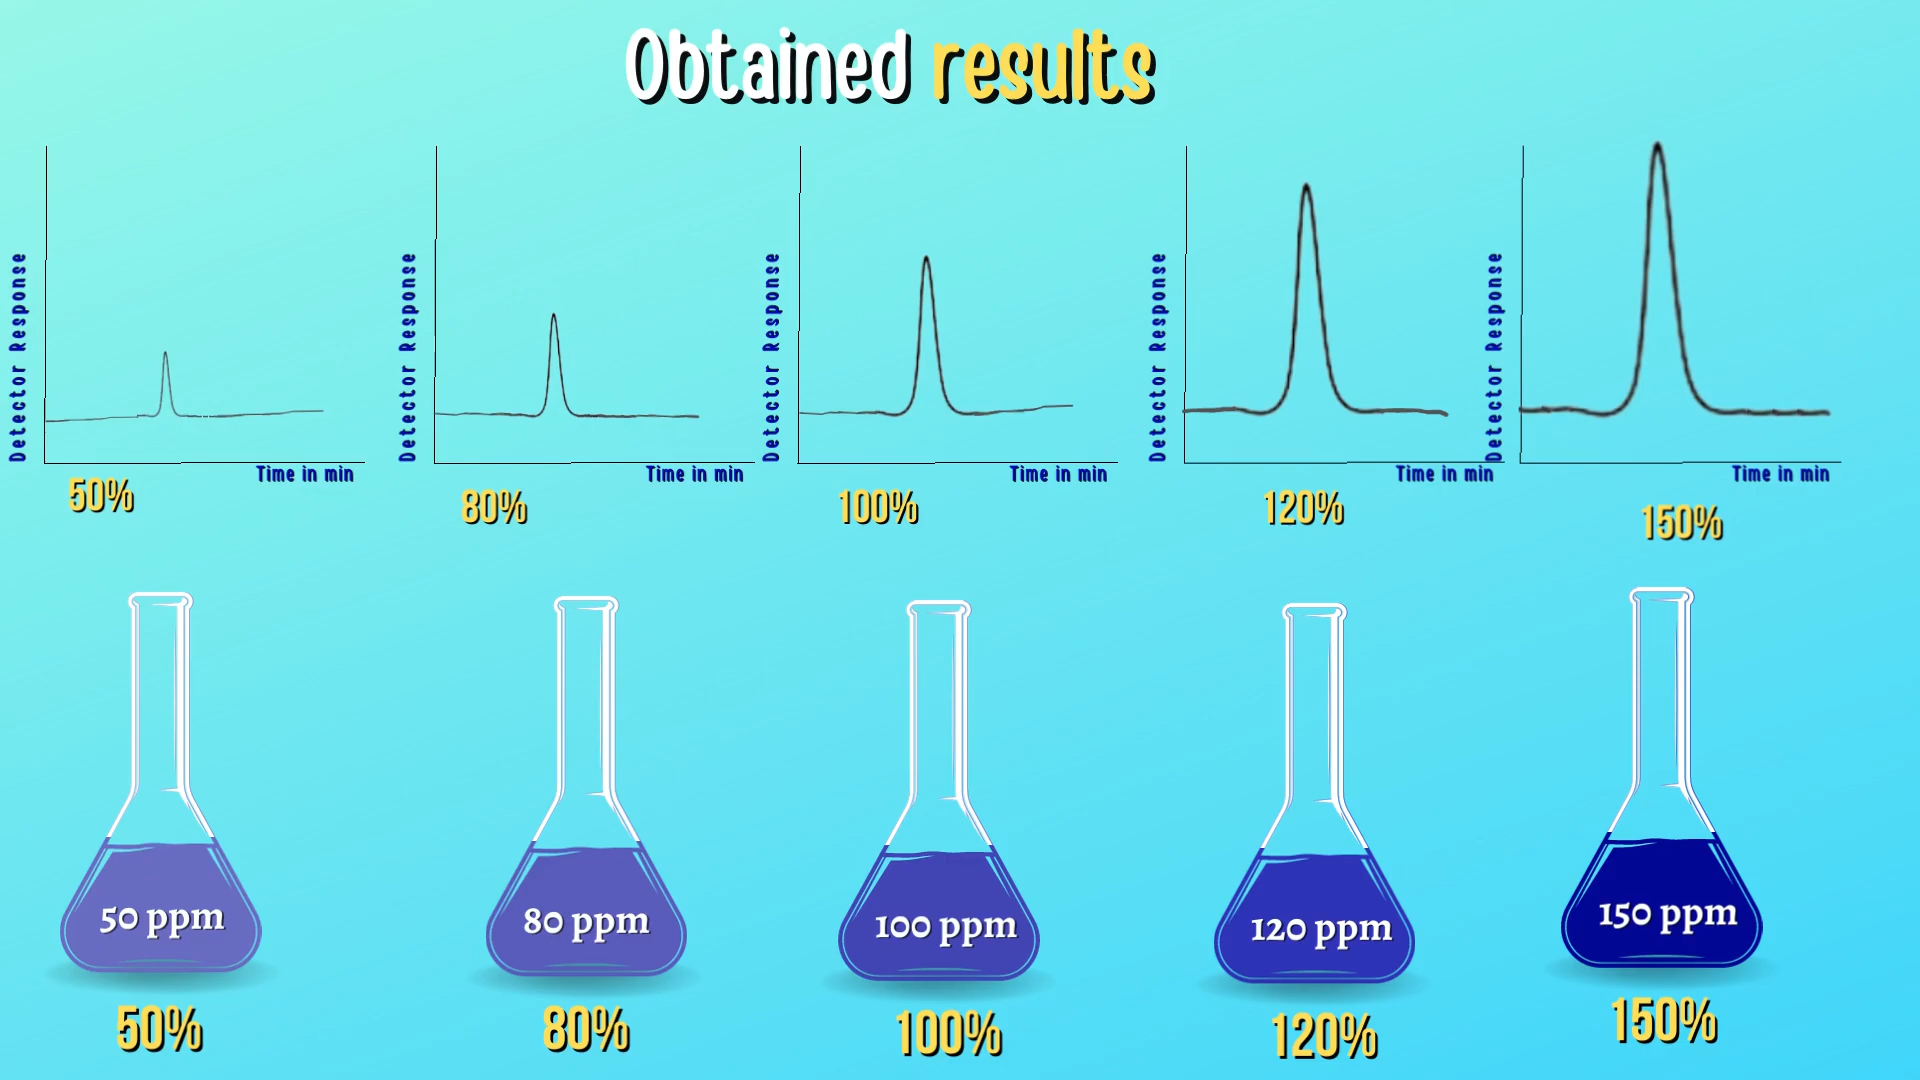 Obtained results
Detector Response
Time in min
50%
Detector Response
Time in min
80%
Detector Response
Time in min
100%
Detector Response
Time in min
120%
Detector Response
Time in min
150%
50 ppm
80 ppm
100 ppm
120 ppm
150 ppm
50%
80%
100%
120%
150%